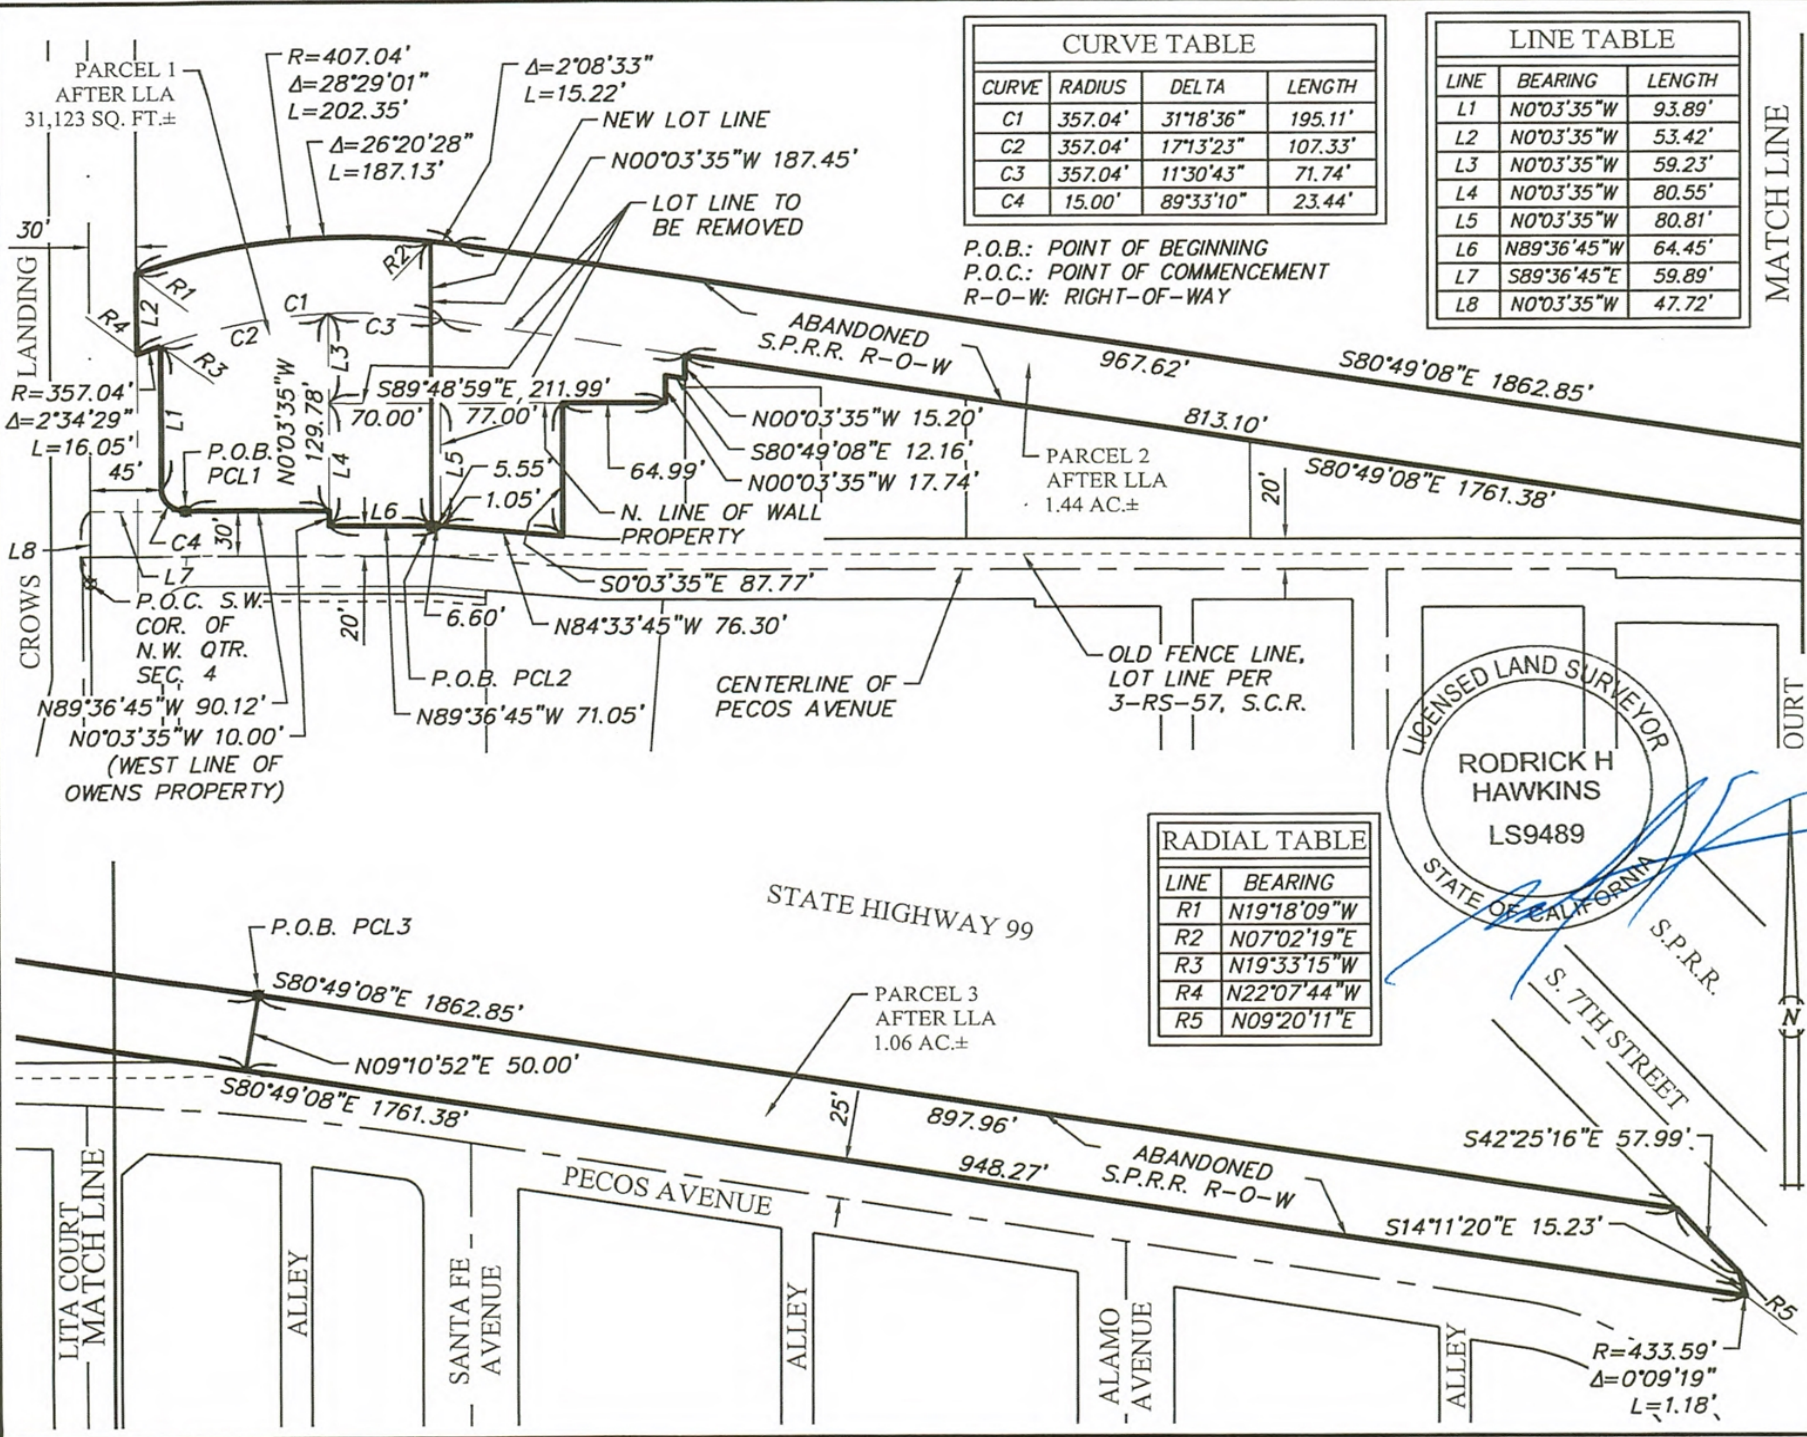 PARCEL 1
AFTER LLA
31,123 SQ. FT.±
R=407.04'
Δ=28°29'01"
L=202.35'
Δ=26°20'28"
L=187.13'
Δ=2°08'33"
L=15.22'
NEW LOT LINE
N00°03'35"W 187.45'
LOT LINE TO
BE REMOVED
CURVE TABLE
CURVE RADIUS DELTA LENGTH
C1 357.04' 31°18'36" 195.11'
C2 357.04' 17°13'23" 107.33'
C3 357.04' 11°30'43" 71.74'
C4 15.00' 89°33'10" 23.44'
P.O.B.: POINT OF BEGINNING
P.O.C.: POINT OF COMMENCEMENT
R-O-W: RIGHT-OF-WAY
LINE TABLE
LINE BEARING LENGTH
L1 N0°03'35"W 93.89'
L2 N0°03'35"W 53.42'
L3 N0°03'35"W 59.23'
L4 N0°03'35"W 80.55'
L5 N0°03'35"W 80.81'
L6 N89°36'45"W 64.45'
L7 S89°36'45"E 59.89'
L8 N0°03'35"W 47.72'
MATCH LINE
30'
LANDING
R1
R2
R4
L2
C1
C2
C3
R3
L3
R=357.04'
Δ=2°34'29"
L=16.05'
45'
L1
P.O.B.
PCL1
N0°03'35"W
129.78'
S89°48'59"E, 211.99'
70.00'
77.00'
L4
L5
L6
5.55'
1.05'
64.99'
ABANDONED
S.P.R.R. R-O-W
967.62'
S80°49'08"E 1862.85'
813.10'
S80°49'08"E 1761.38'
N00°03'35"W 15.20'
S80°49'08"E 12.16'
N00°03'35"W 17.74'
PARCEL 2
AFTER LLA
1.44 AC.±
20'
N. LINE OF WALL
PROPERTY
L8
C4
30'
L7
CROWS
P.O.C. S.W.
COR. OF
N.W. QTR.
SEC. 4
20'
6.60'
S0°03'35"E 87.77'
N84°33'45"W 76.30'
P.O.B. PCL2
N89°36'45"W 71.05'
N89°36'45"W 90.12'
N0°03'35"W 10.00'
(WEST LINE OF
OWENS PROPERTY)
CENTERLINE OF
PECOS AVENUE
OLD FENCE LINE,
LOT LINE PER
3-RS-57, S.C.R.
OURT
LICENSED LAND SURVEYOR
RODRICK H
HAWKINS
LS9489
STATE OF CALIFORNIA
RADIAL TABLE
LINE BEARING
R1 N19°18'09"W
R2 N07°02'19"E
R3 N19°33'15"W
R4 N22°07'44"W
R5 N09°20'11"E
STATE HIGHWAY 99
S.P.R.R.
S. 7TH STREET
N
P.O.B. PCL3
S80°49'08"E 1862.85'
N09°10'52"E 50.00'
S80°49'08"E 1761.38'
PARCEL 3
AFTER LLA
1.06 AC.±
25'
897.96'
948.27'
ABANDONED
S.P.R.R. R-O-W
S42°25'16"E 57.99'
S14°11'20"E 15.23'
R5
R=433.59'
Δ=0°09'19"
L=1.18'
PECOS AVENUE
LITA COURT
MATCH LINE
ALLEY
SANTA FE
AVENUE
ALLEY
ALAMO
AVENUE
ALLEY